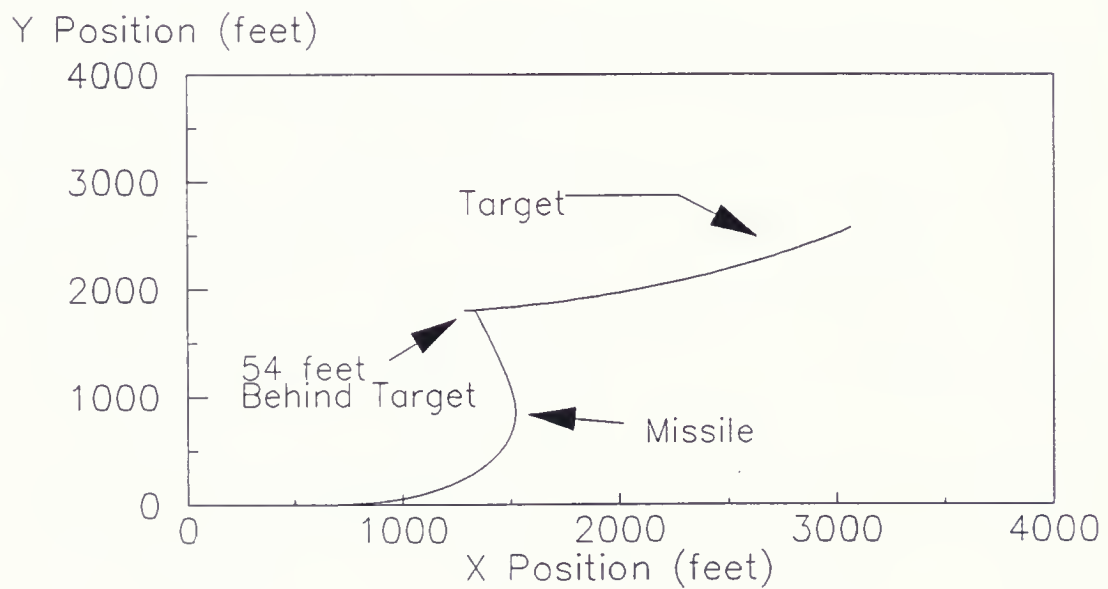 Y Position (feet)
4000
3000
2000
1000
0
Target
54 feet
Behind Target
Missile
0
1000
2000
3000
4000
X Position (feet)